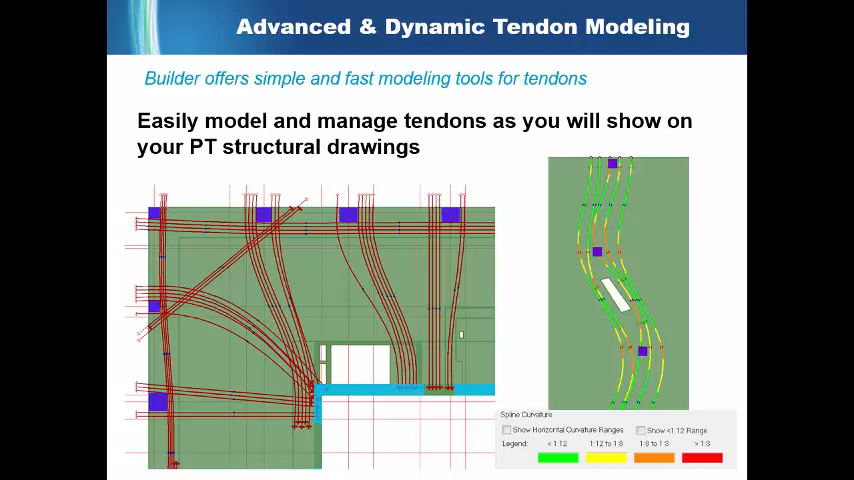 Advanced & Dynamic Tendon Modeling
Builder offers simple and fast modeling tools for tendons
Easily model and manage tendons as you will show on
your PT structural drawings
Spline Curvature
Show Horizontal Curvature Ranges Show <1:12 Range
Legend: < 1:12 1:12 to 1:8 1:8 to 1:3 > 1:3